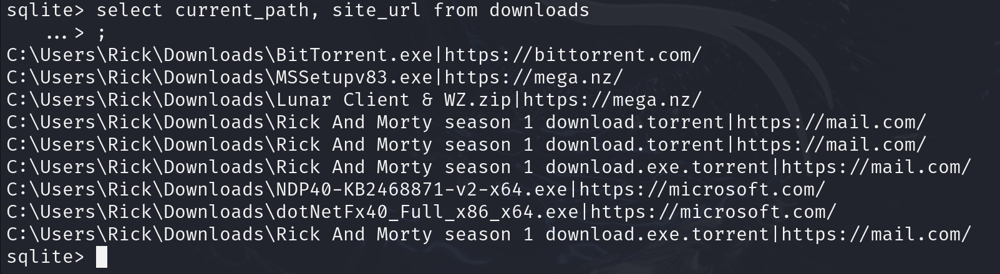 sqlite> select current_path, site_url from downloads
   ...> ;
C:\Users\Rick\Downloads\BitTorrent.exe|https://bittorrent.com/
C:\Users\Rick\Downloads\MSSetupv83.exe|https://mega.nz/
C:\Users\Rick\Downloads\Lunar Client & WZ.zip|https://mega.nz/
C:\Users\Rick\Downloads\Rick And Morty season 1 download.torrent|https://mail.com/
C:\Users\Rick\Downloads\Rick And Morty season 1 download.torrent|https://mail.com/
C:\Users\Rick\Downloads\Rick And Morty season 1 download.exe.torrent|https://mail.com/
C:\Users\Rick\Downloads\NDP40-KB2468871-v2-x64.exe|https://microsoft.com/
C:\Users\Rick\Downloads\dotNetFx40_Full_x86_x64.exe|https://microsoft.com/
C:\Users\Rick\Downloads\Rick And Morty season 1 download.exe.torrent|https://mail.com/
sqlite>